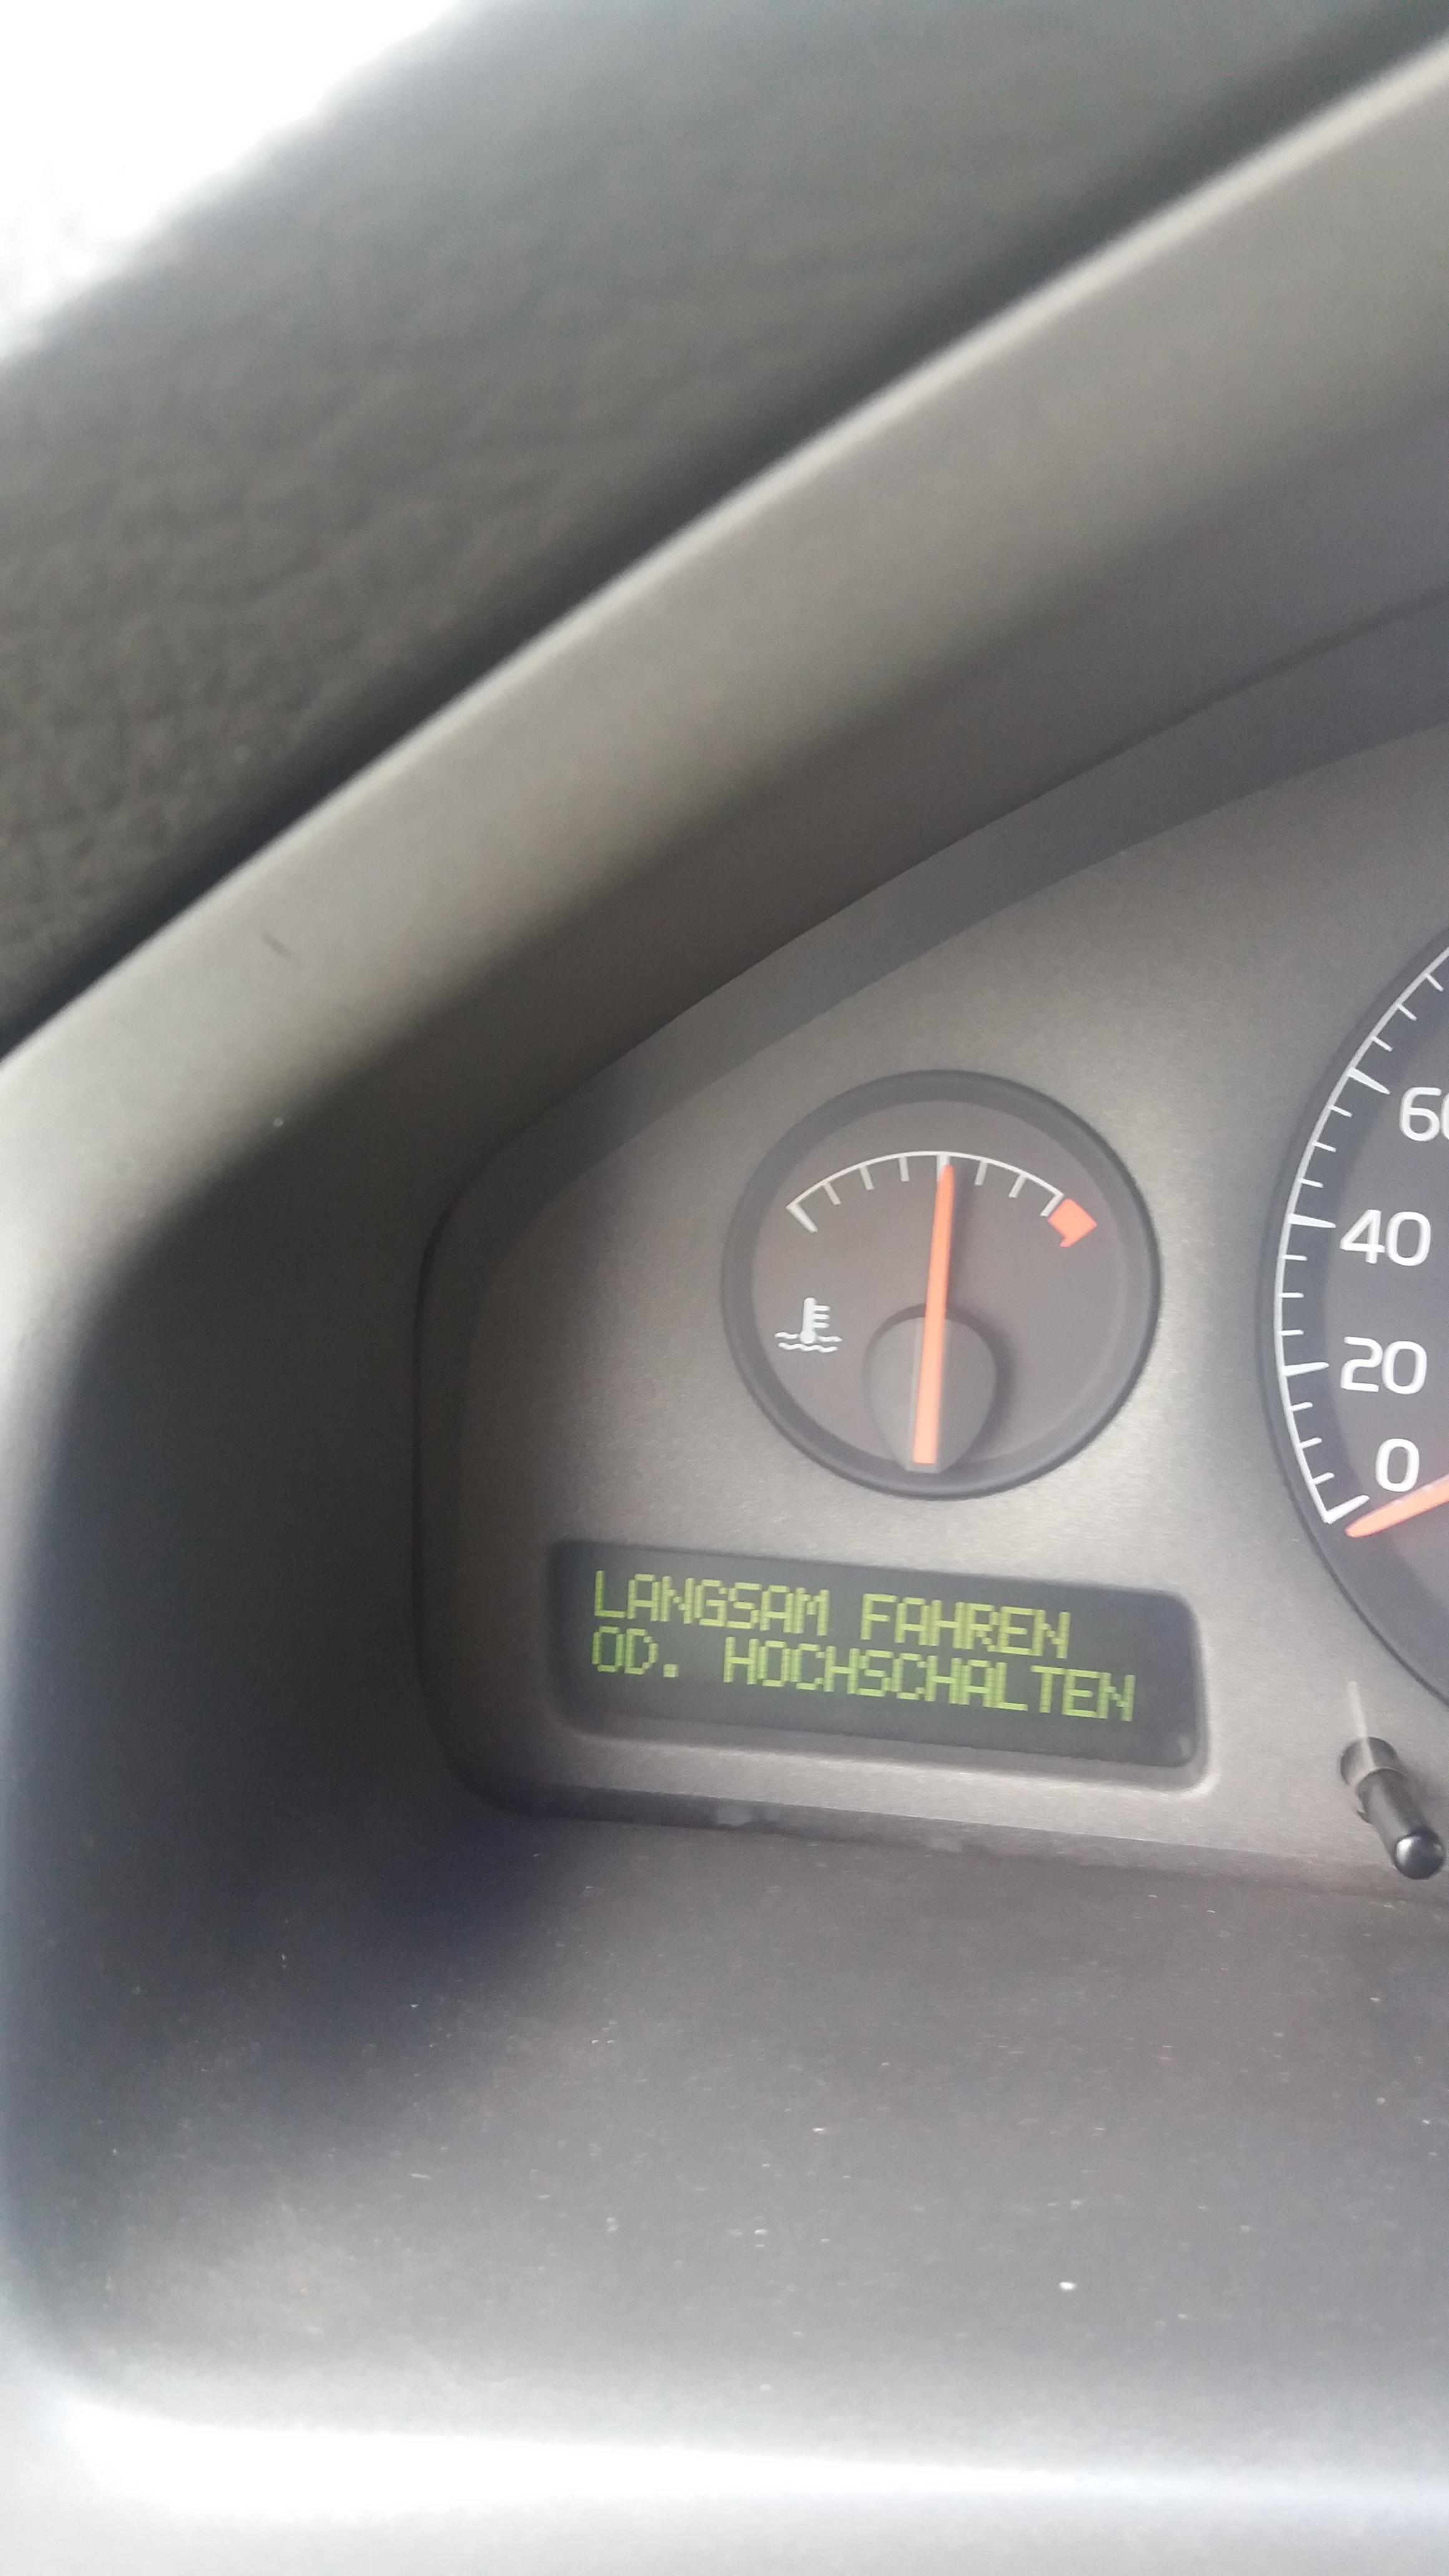 60
40
20
0
LANGSAM FAHREN
OD. HOCHSCHALTEN